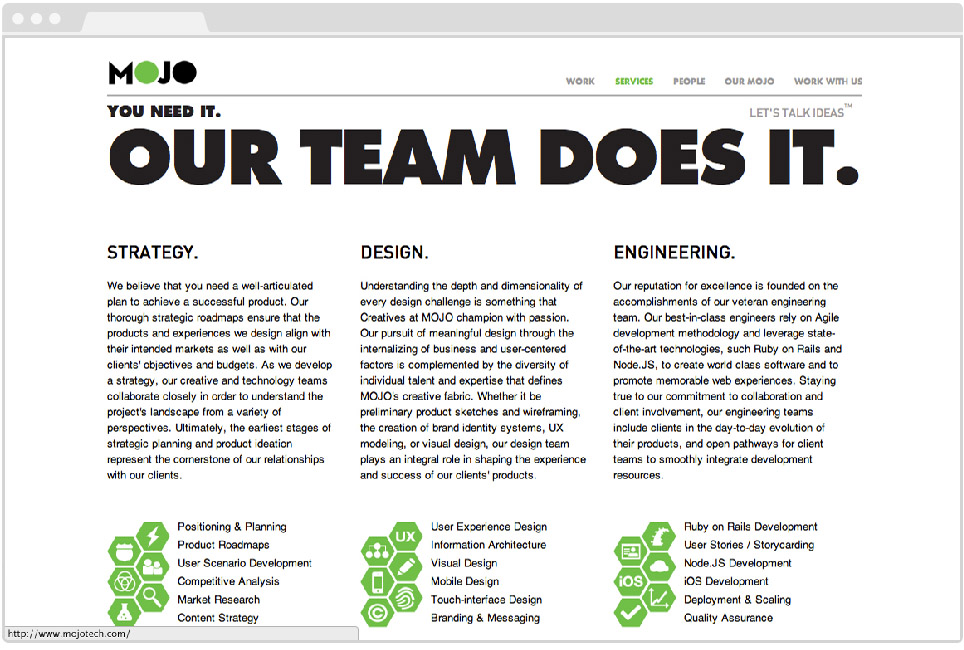 MOJO
WORK SERVICES PEOPLE OUR MOJO WORK WITH US
YOU NEED IT.
LET'S TALK IDEAS™
OUR TEAM DOES IT.
STRATEGY.
We believe that you need a well-articulated
plan to achieve a successful product. Our
thorough strategic roadmaps ensure that the
products and experiences we design align with
their intended markets as well as with our
clients' objectives and budgets. As we develop
a strategy, our creative and technology teams
collaborate closely in order to understand the
project's landscape from a variety of
perspectives. Ultimately, the earliest stages of
strategic planning and product ideation
represent the cornerstone of our relationships
with our clients.
Positioning & Planning
Product Roadmaps
User Scenario Development
Competitive Analysis
Market Research
Content Strategy
DESIGN.
Understanding the depth and dimensionality of
every design challenge is something that
Creatives at MOJO champion with passion.
Our pursuit of meaningful design through the
internalizing of business and user-centered
factors is complemented by the diversity of
individual talent and expertise that defines
MOJO's creative fabric. Whether it be
preliminary product sketches and wireframing,
the creation of brand identity systems, UX
modeling, or visual design, our design team
plays an integral role in shaping the experience
and success of our clients' products.
UX
©
User Experience Design
Information Architecture
Visual Design
Mobile Design
Touch-interface Design
Branding & Messaging
ENGINEERING.
Our reputation for excellence is founded on the
accomplishments of our veteran engineering
team. Our best-in-class engineers rely on Agile
development methodology and leverage state-
of-the-art technologies, such Ruby on Rails and
Node.JS, to create world class software and to
promote memorable web experiences. Staying
true to our commitment to collaboration and
client involvement, our engineering teams
include clients in the day-to-day evolution of
their products, and open pathways for client
teams to smoothly integrate development
resources.
iOS
Ruby on Rails Development
User Stories / Storycarding
Node.JS Development
iOS Development
Deployment & Scaling
Quality Assurance
http://www.mojotech.com/